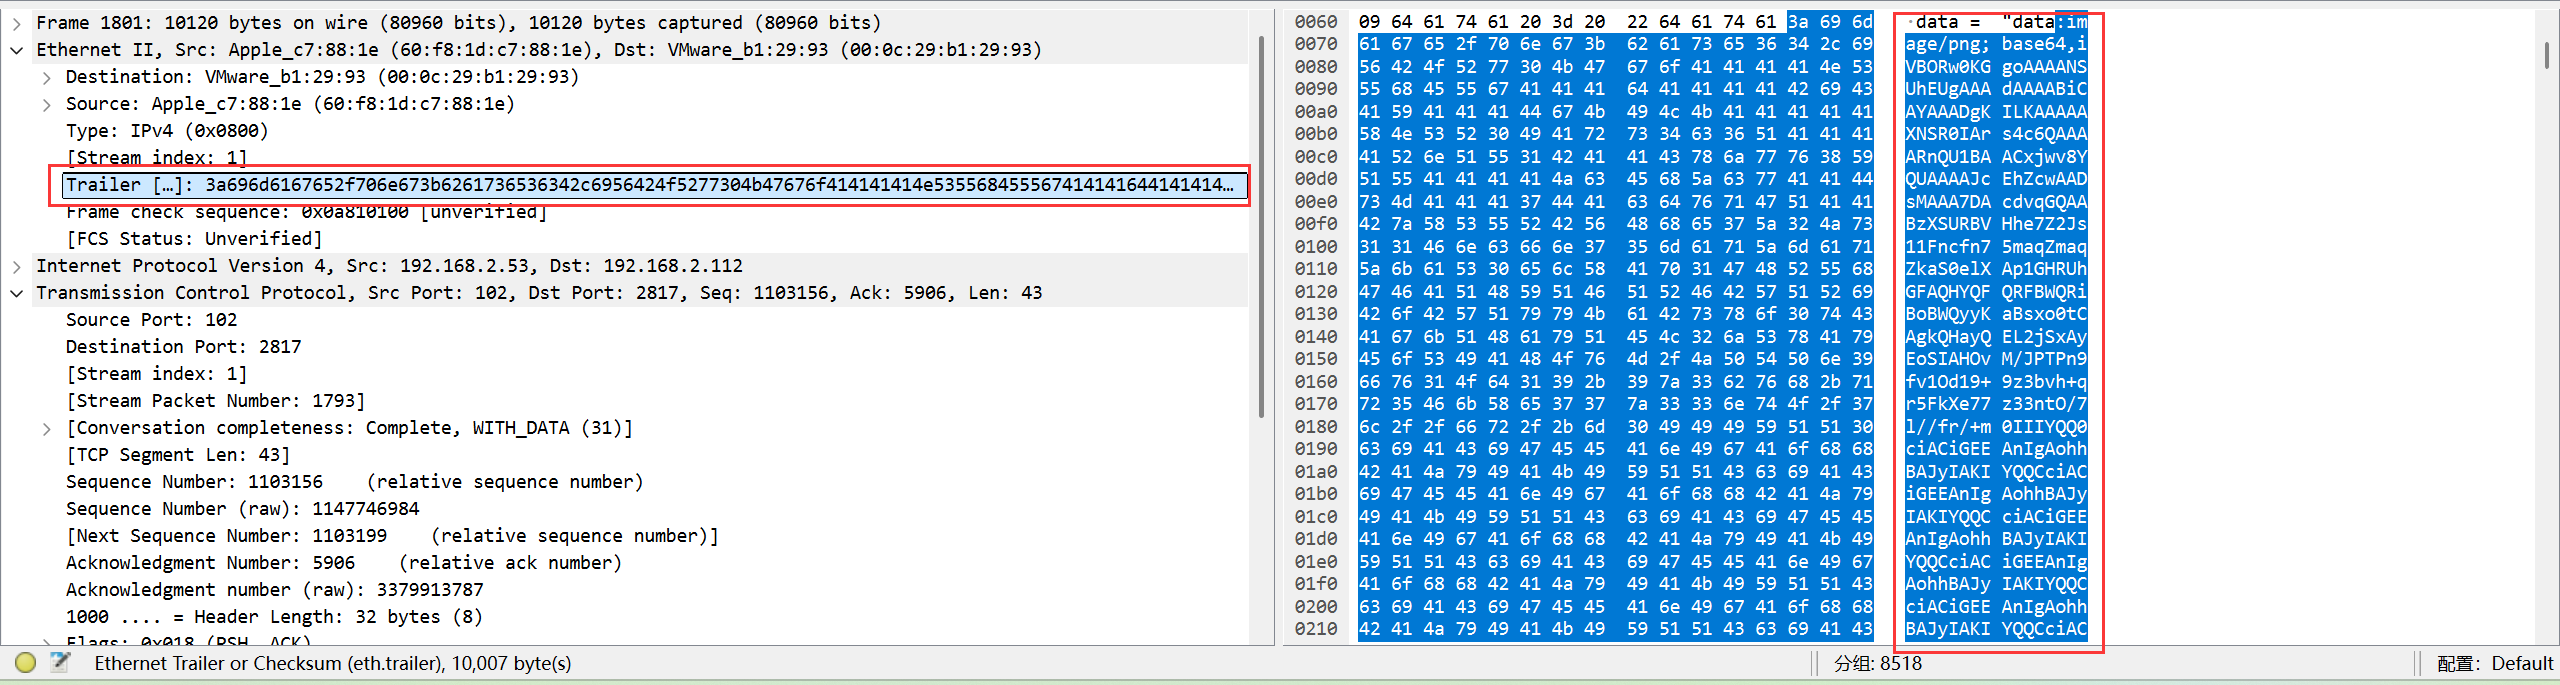 Frame 1801: 10120 bytes on wire (80960 bits), 10120 bytes captured (80960 bits)
Ethernet II, Src: Apple_c7:88:1e (60:f8:1d:c7:88:1e), Dst: VMware_b1:29:93 (00:0c:29:b1:29:93)
Destination: VMware_b1:29:93 (00:0c:29:b1:29:93)
Source: Apple_c7:88:1e (60:f8:1d:c7:88:1e)
Type: IPv4 (0x0800)
[Stream index: 1]
Trailer […]: 3a696d6167652f706e673b6261736536342c6956424f5277304b47676f414141414e5355684555674141416441414…
Frame check sequence: 0x0a810100 [unverified]
[FCS Status: Unverified]
Internet Protocol Version 4, Src: 192.168.2.53, Dst: 192.168.2.112
Transmission Control Protocol, Src Port: 102, Dst Port: 2817, Seq: 1103156, Ack: 5906, Len: 43
Source Port: 102
Destination Port: 2817
[Stream index: 1]
[Stream Packet Number: 1793]
[Conversation completeness: Complete, WITH_DATA (31)]
[TCP Segment Len: 43]
Sequence Number: 1103156    (relative sequence number)
Sequence Number (raw): 1147746984
[Next Sequence Number: 1103199    (relative sequence number)]
Acknowledgment Number: 5906    (relative ack number)
Acknowledgment number (raw): 3379913787
1000 .... = Header Length: 32 bytes (8)
Flags: 0x018 (PSH, ACK)
0060 09 64 61 74 61 20 3d 20 22 64 61 74 61 3a 69 6d ·data = "data:im
0070 61 67 65 2f 70 6e 67 3b 62 61 73 65 36 34 2c 69 age/png; base64,i
0080 56 42 4f 52 77 30 4b 47 67 6f 41 41 41 41 4e 53 VBORw0KG goAAAANS
0090 55 68 45 55 67 41 41 41 64 41 41 41 41 42 69 43 UhEUgAAA dAAAABiC
00a0 41 59 41 41 41 44 67 4b 49 4c 4b 41 41 41 41 41 AYAAADgK ILKAAAAA
00b0 58 4e 53 52 30 49 41 72 73 34 63 36 51 41 41 41 XNSR0IAr s4c6QAAA
00c0 41 52 6e 51 55 31 42 41 41 43 78 6a 77 76 38 59 ARnQU1BA ACxjwv8Y
00d0 51 55 41 41 41 41 4a 63 45 68 5a 63 77 41 41 44 QUAAAAJc EhZcwAAD
00e0 73 4d 41 41 41 37 44 41 63 64 76 71 47 51 41 41 sMAAA7DA cdvqGQAA
00f0 42 7a 58 53 55 52 42 56 48 68 65 37 5a 32 4a 73 BzXSURBV Hhe7Z2Js
0100 31 31 46 6e 63 66 6e 37 35 6d 61 71 5a 6d 61 71 11Fncfn7 5maqZmaq
0110 5a 6b 61 53 30 65 6c 58 41 70 31 47 48 52 55 68 ZkaS0elX Ap1GHRUh
0120 47 46 41 51 48 59 51 46 51 52 46 42 57 51 52 69 GFAQHYQF QRFBWQRi
0130 42 6f 42 57 51 79 79 4b 61 42 73 78 6f 30 74 43 BoBWQyyK aBsxo0tC
0140 41 67 6b 51 48 61 79 51 45 4c 32 6a 53 78 41 79 AgkQHayQ EL2jSxAy
0150 45 6f 53 49 41 48 4f 76 4d 2f 4a 50 54 50 6e 39 EoSIAHOv M/JPTPn9
0160 66 76 31 4f 64 31 39 2b 39 7a 33 62 76 68 2b 71 fv1Od19+ 9z3bvh+q
0170 72 35 46 6b 58 65 37 37 7a 33 33 6e 74 4f 2f 37 r5FkXe77 z33ntO/7
0180 6c 2f 2f 66 72 2f 2b 6d 30 49 49 49 59 51 51 30 l//fr/+m 0IIIYQQ0
0190 63 69 41 43 69 47 45 45 41 6e 49 67 41 6f 68 68 ciACiGEE AnIgAohh
01a0 42 41 4a 79 49 41 4b 49 59 51 51 43 63 69 41 43 BAJyIAKI YQQCciAC
01b0 69 47 45 45 41 6e 49 67 41 6f 68 68 42 41 4a 79 iGEEAnIg AohhBAJy
01c0 49 41 4b 49 59 51 51 43 63 69 41 43 69 47 45 45 IAKIYQQC ciACiGEE
01d0 41 6e 49 67 41 6f 68 68 42 41 4a 79 49 41 4b 49 AnIgAohh BAJyIAKI
01e0 59 51 51 43 63 69 41 43 69 47 45 45 41 6e 49 67 YQQCciAC iGEEAnIg
01f0 41 6f 68 68 42 41 4a 79 49 41 4b 49 59 51 51 43 AohhBAJy IAKIYQQC
0200 63 69 41 43 69 47 45 45 41 6e 49 67 41 6f 68 68 ciACiGEE AnIgAohh
0210 42 41 4a 79 49 41 4b 49 59 51 51 43 63 69 41 43 BAJyIAKI YQQCciAC
Ethernet Trailer or Checksum (eth.trailer), 10,007 byte(s)
分组: 8518
配置: Default